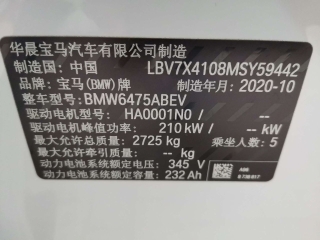 华晨宝马汽车有限公司制造
制造国：中国 LBV7X4108MSY59442
品牌：宝马(BMW)牌 制造年月：2020-10
整车型号：BMW6475ABEV
驱动电机型号：HA0001N0 / --
驱动电机峰值功率：210 kW / -- kW
最大允许总质量：2725 kg 乘坐人数：5
最大允许牵引质量：-- kg
动力电池系统额定电压：345 V
动力电池系统额定容量：232 Ah